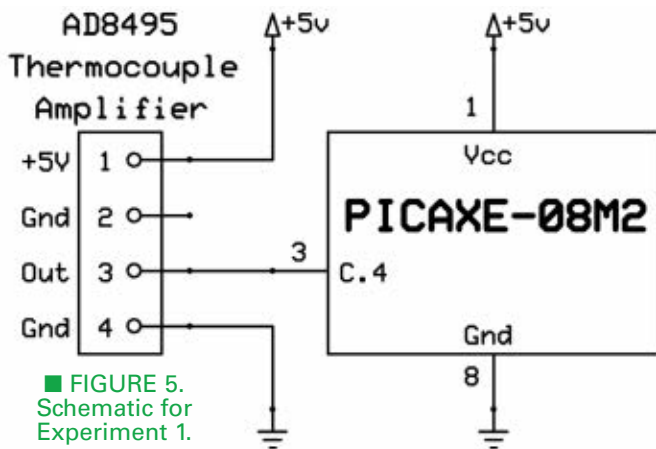 AD8495
Thermocouple
Amplifier
+5v
+5v
1
+5V 1
Vcc
Gnd 2
PICAXE-08M2
Out 3
3
C.4
Gnd 4
Gnd
8
■ FIGURE 5.
Schematic for
Experiment 1.